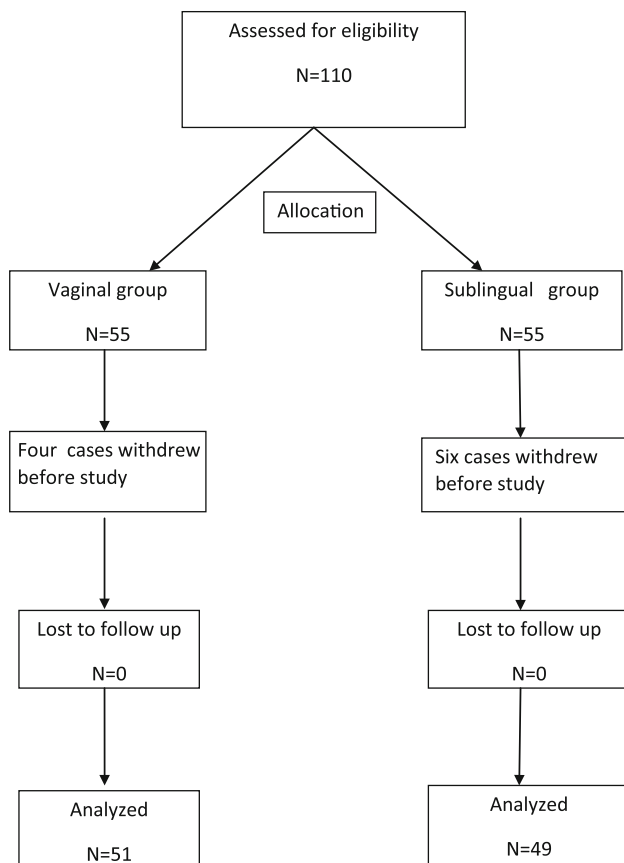 Assessed for eligibility
N=110
Allocation
Vaginal group
N=55
Sublingual group
N=55
Four cases withdrew
before study
Six cases withdrew
before study
Lost to follow up
N=0
Lost to follow up
N=0
Analyzed
N=51
Analyzed
N=49